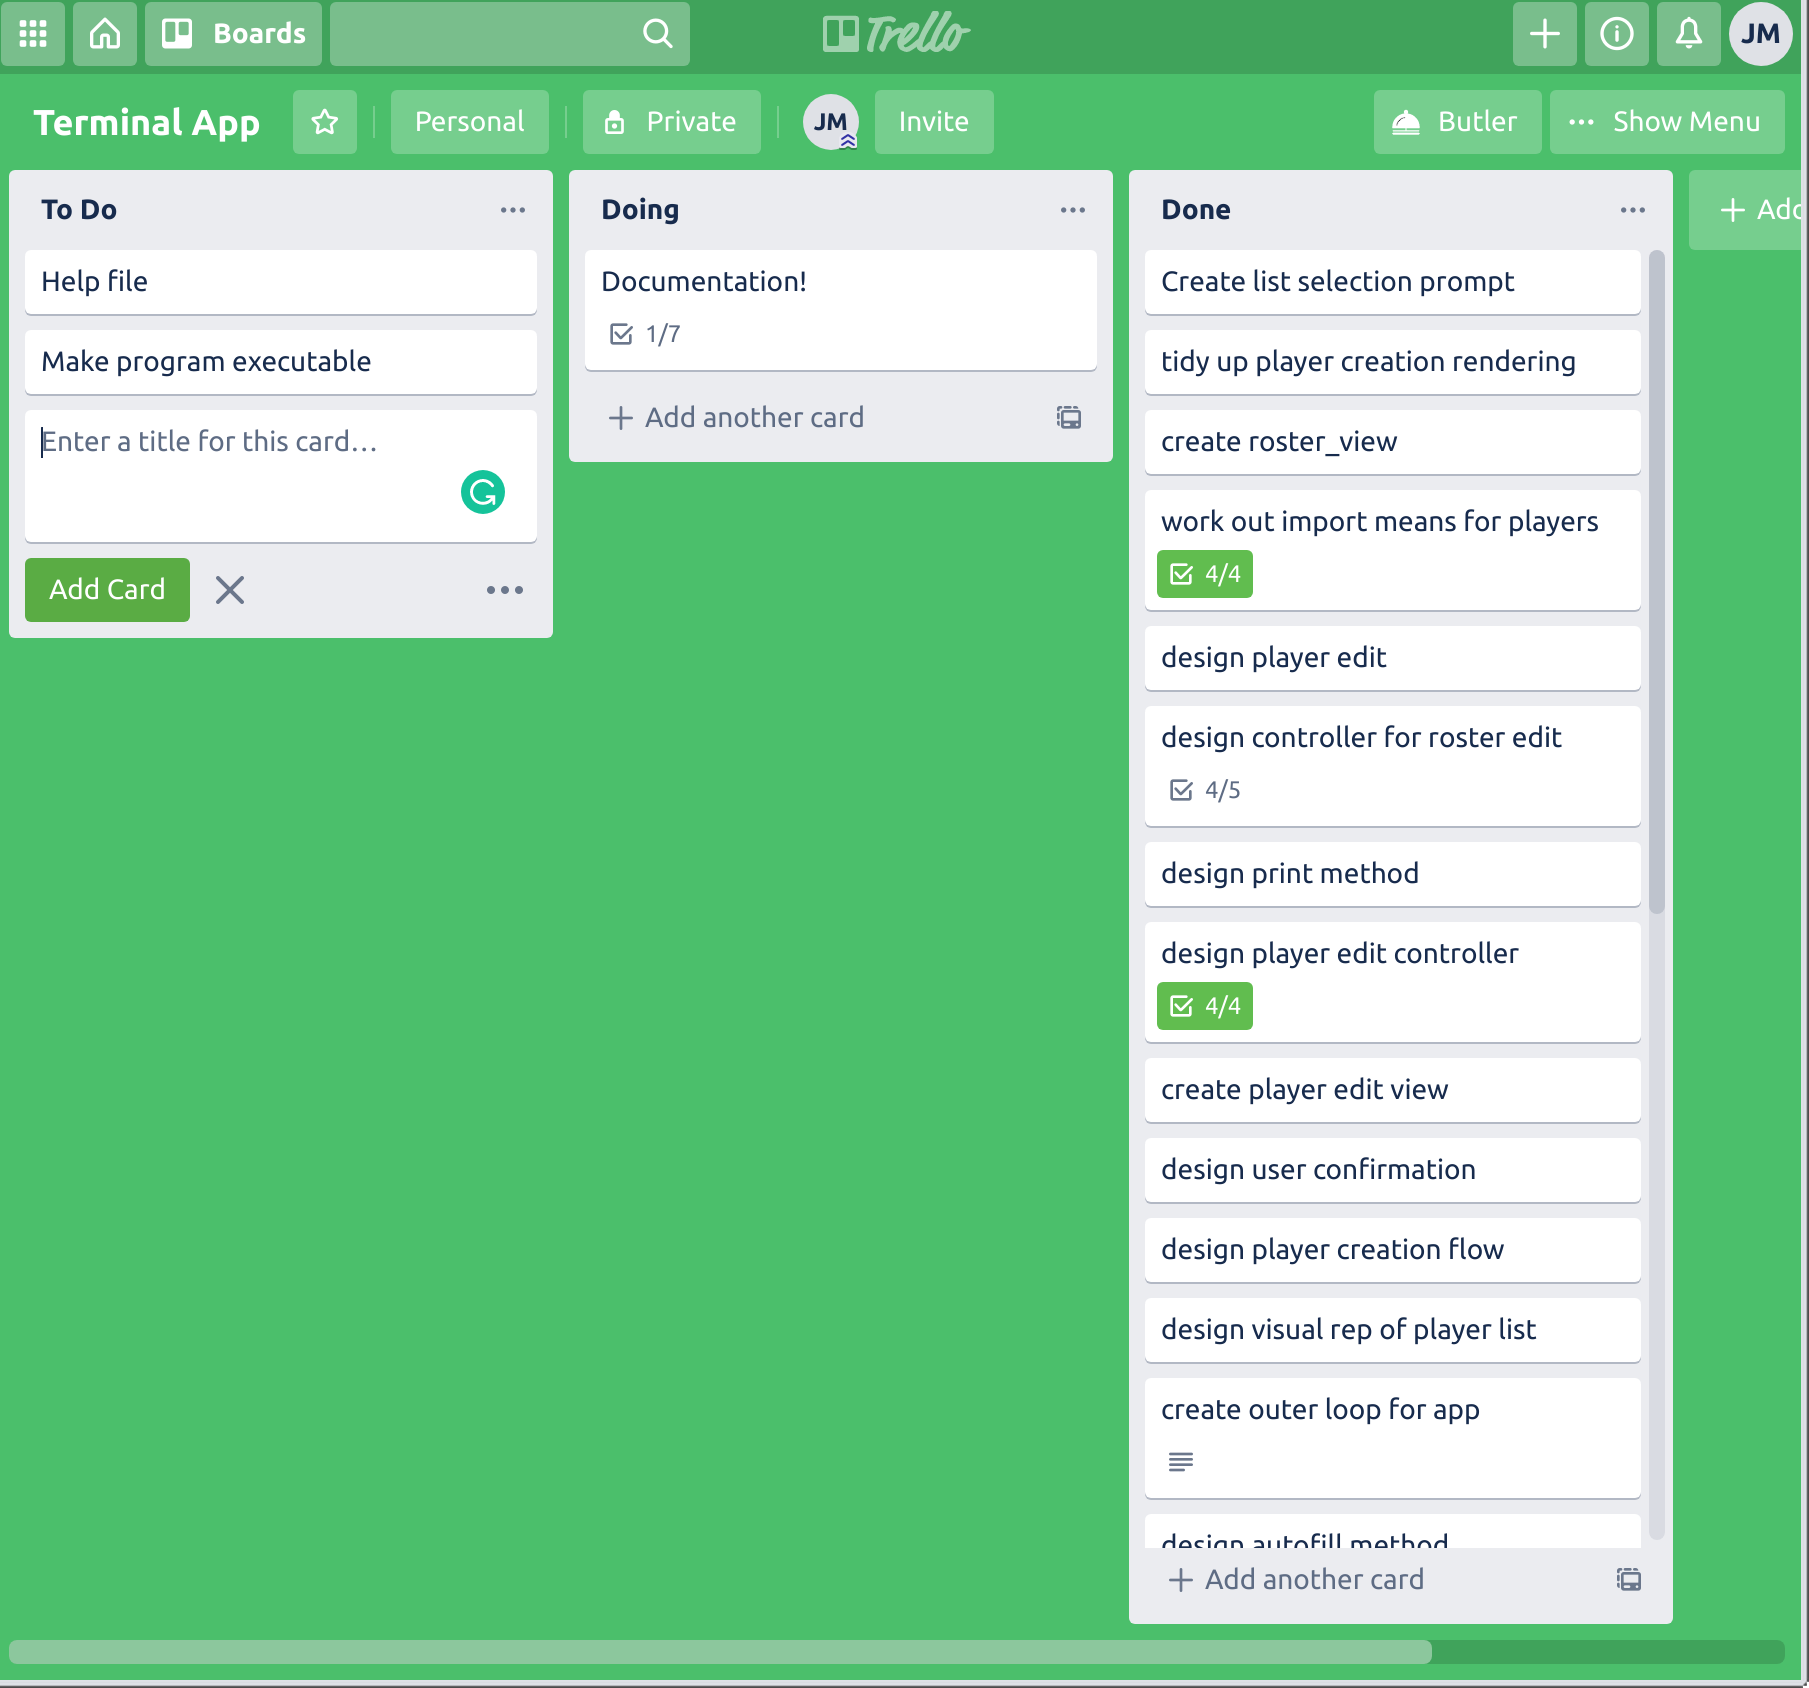 Boards
Trello
JM
Terminal App
Personal
Private
JM
Invite
Butler
Show Menu
To Do
Help file
Make program executable
Enter a title for this card...
Add Card
Doing
Documentation!
1/7
Add another card
Done
Create list selection prompt
tidy up player creation rendering
create roster_view
work out import means for players
4/4
design player edit
design controller for roster edit
4/5
design print method
design player edit controller
4/4
create player edit view
design user confirmation
design player creation flow
design visual rep of player list
create outer loop for app
design autofill method
Add another card
Add